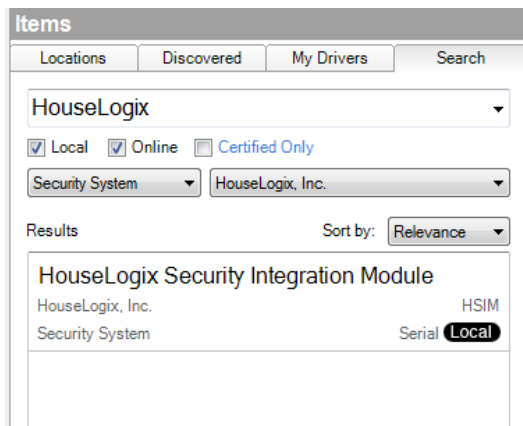 Items
Locations Discovered My Drivers Search
HouseLogix
Local Online Certified Only
Security System HouseLogix, Inc.
Results Sort by: Relevance
HouseLogix Security Integration Module
HouseLogix, Inc. HSIM
Security System Serial Local